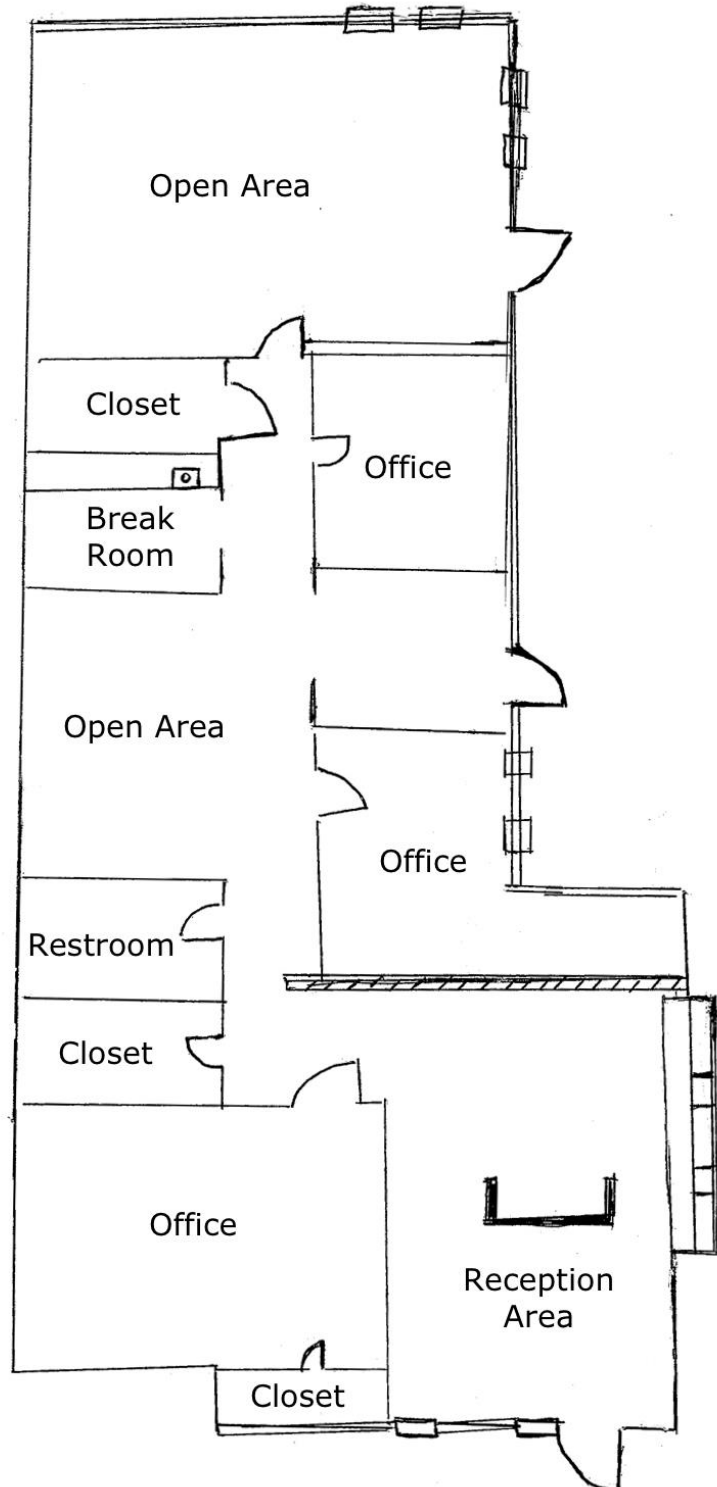 Open Area
Closet
Office
Break
Room
Open Area
Office
Restroom
Closet
Office
Reception
Area
Closet